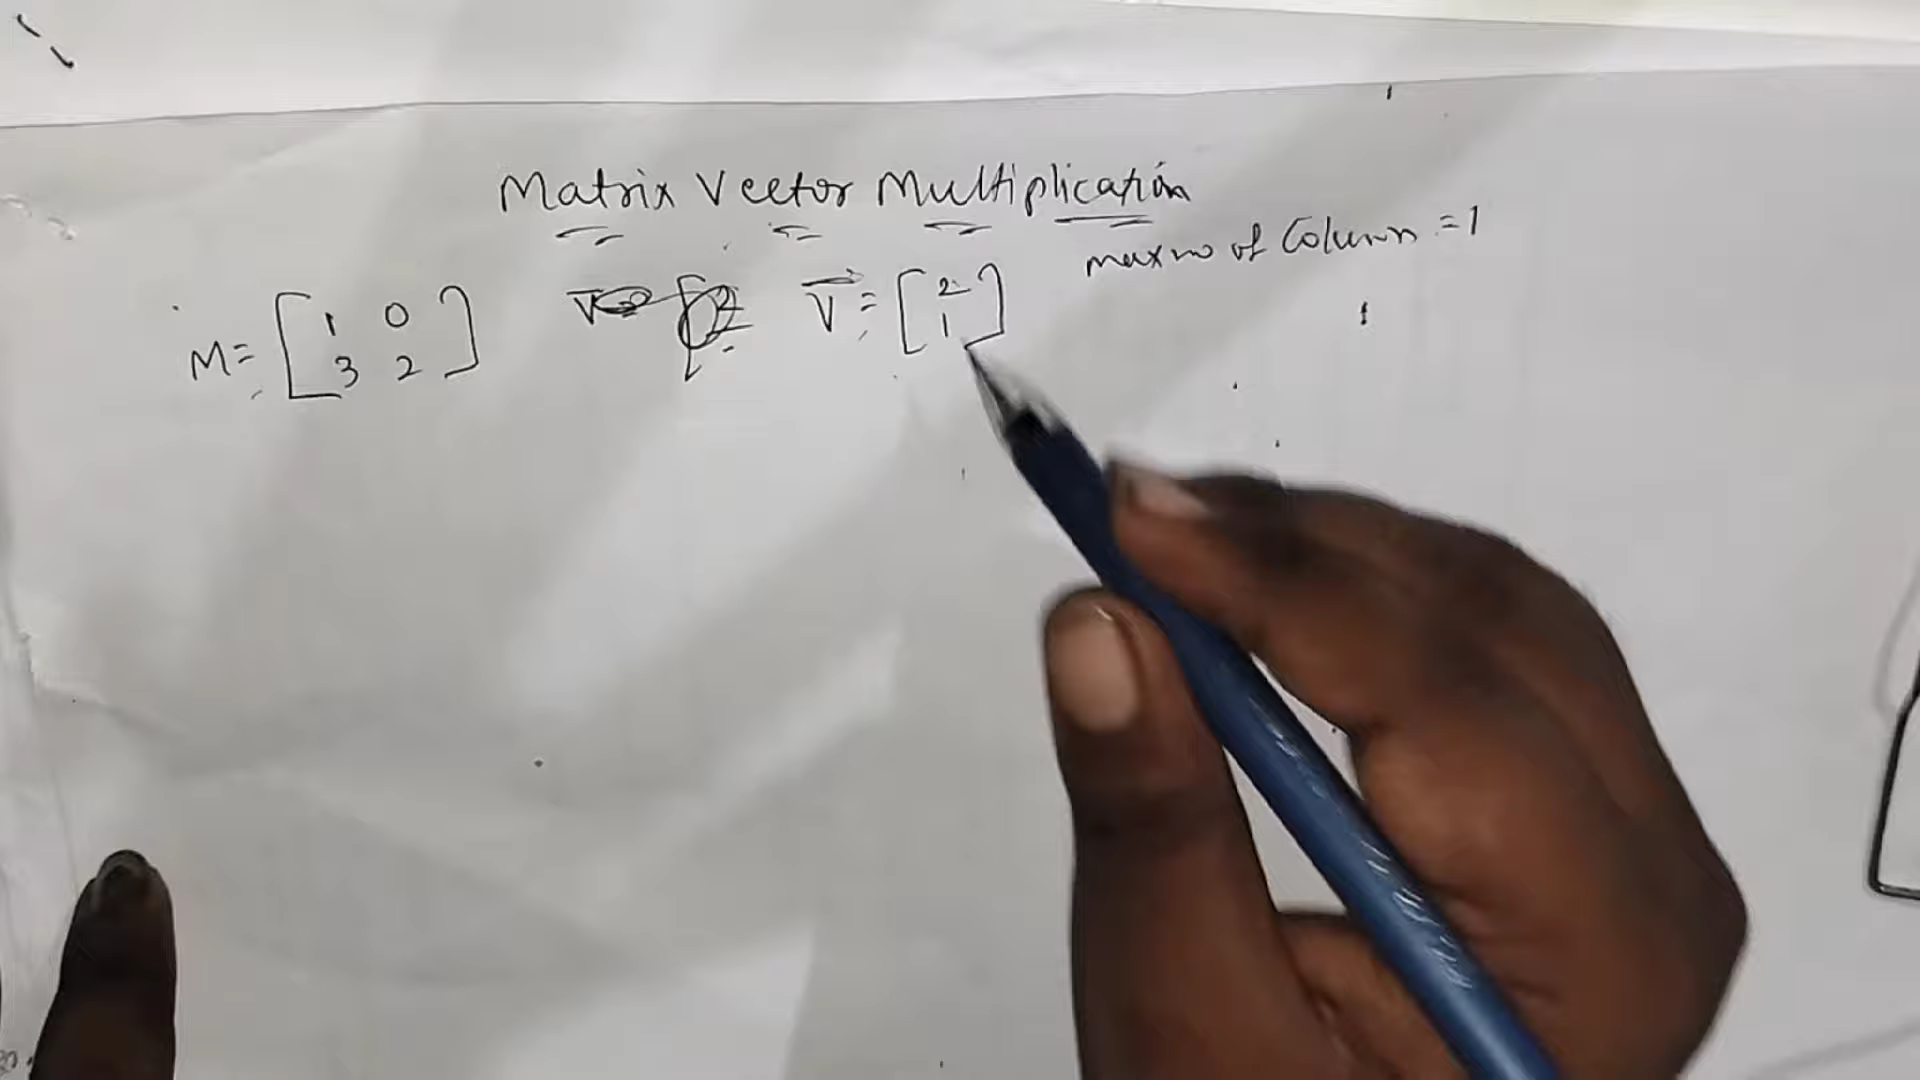 Matrix Vector Multiplication
max no of Column = 1
M = [ 1 0
3 2 ]
V = [ 2
1 ]